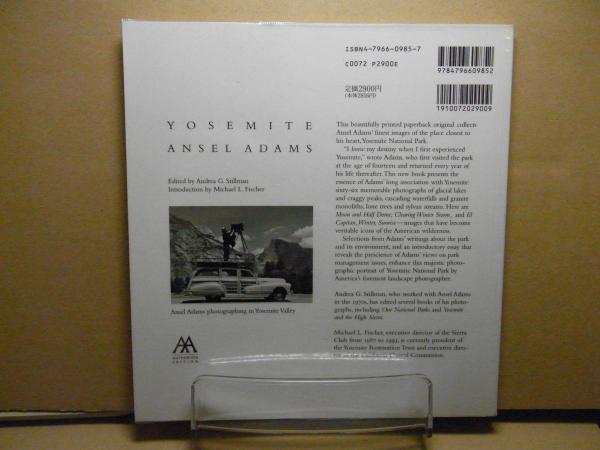 ISBN4-7966-0985-7
C0072 P2900E
定価2900円
(本体2816円)
9784796609852
1910072029009
YOSEMITE
ANSEL ADAMS
Edited by Andrea G. Stillman
Introduction by Michael L. Fischer
Ansel Adams photographing in Yosemite Valley
AUTHORIZED
EDITION
This beautifully printed paperback original collects
Ansel Adams' finest images of the place closest to
his heart, Yosemite National Park.
"I knew my destiny when I first experienced
Yosemite," wrote Adams, who first visited the park
at the age of fourteen and returned every year of
his life thereafter. This new book presents the
essence of Adams' long association with Yosemite:
sixty-six memorable photographs of glacial lakes
and craggy peaks, cascading waterfalls and granite
monoliths, lone trees and sylvan streams. Here are
Moon and Half Dome, Clearing Winter Storm, and El
Capitan, Winter, Sunrise—images that have become
veritable icons of the American wilderness.
Selections from Adams' writings about the park
and its environment, and an introductory essay that
reveals the prescience of Adams' views on park
management issues, enhance this majestic photo-
graphic portrait of Yosemite National Park by
America's foremost landscape photographer.
Andrea G. Stillman, who worked with Ansel Adams
in the 1970s, has edited several books of his photo-
graphs, including Our National Parks and Yosemite
and the High Sierra.
Michael L. Fischer, executive director of the Sierra
Club from 1987 to 1993, is currently president of
the Yosemite Restoration Trust and executive direc-
Coastal Commission.